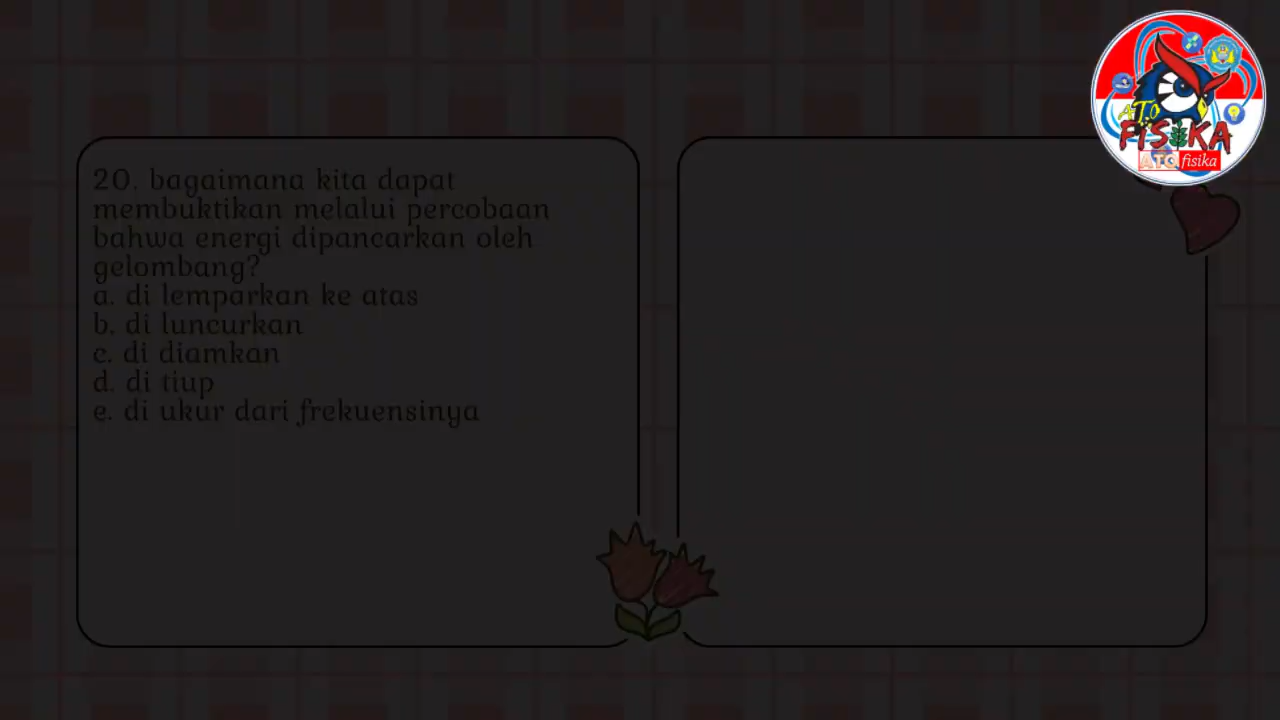 20. bagaimana kita dapat
membuktikan melalui percobaan
bahwa energi dipancarkan oleh
gelombang?
a. di lemparkan ke atas
b. di luncurkan
c. di diamkan
d. di tiup
e. di ukur dari frekuensinya
ATO
FISIKA
ATO fisika